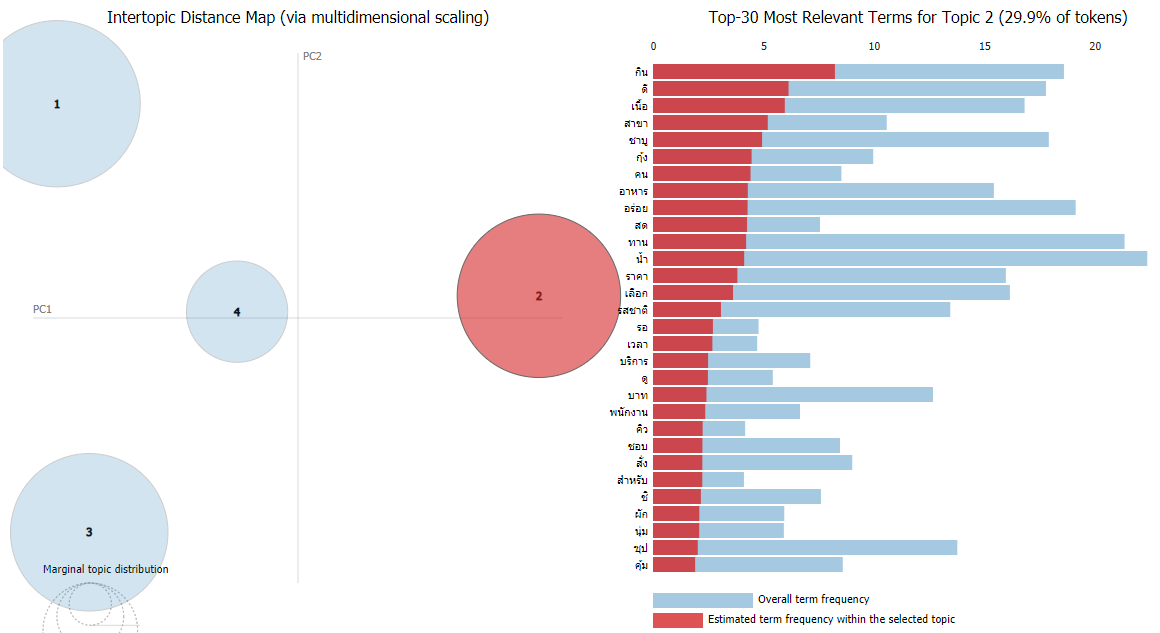 Intertopic Distance Map (via multidimensional scaling)
PC2
PC1
1
2
4
3
Marginal topic distribution
Top-30 Most Relevant Terms for Topic 2 (29.9% of tokens)
0 5 10 15 20
กิน
ดี
เนื้อ
สาขา
ชาบู
กุ้ง
คน
อาหาร
อร่อย
สด
ทาน
น้ำ
ราคา
เลือก
รสชาติ
รอ
เวลา
บริการ
ดู
บาท
พนักงาน
คิว
ชอบ
สั่ง
สำหรับ
ชิ
ผัก
นุ่ม
ซุป
คุ้ม
Overall term frequency
Estimated term frequency within the selected topic